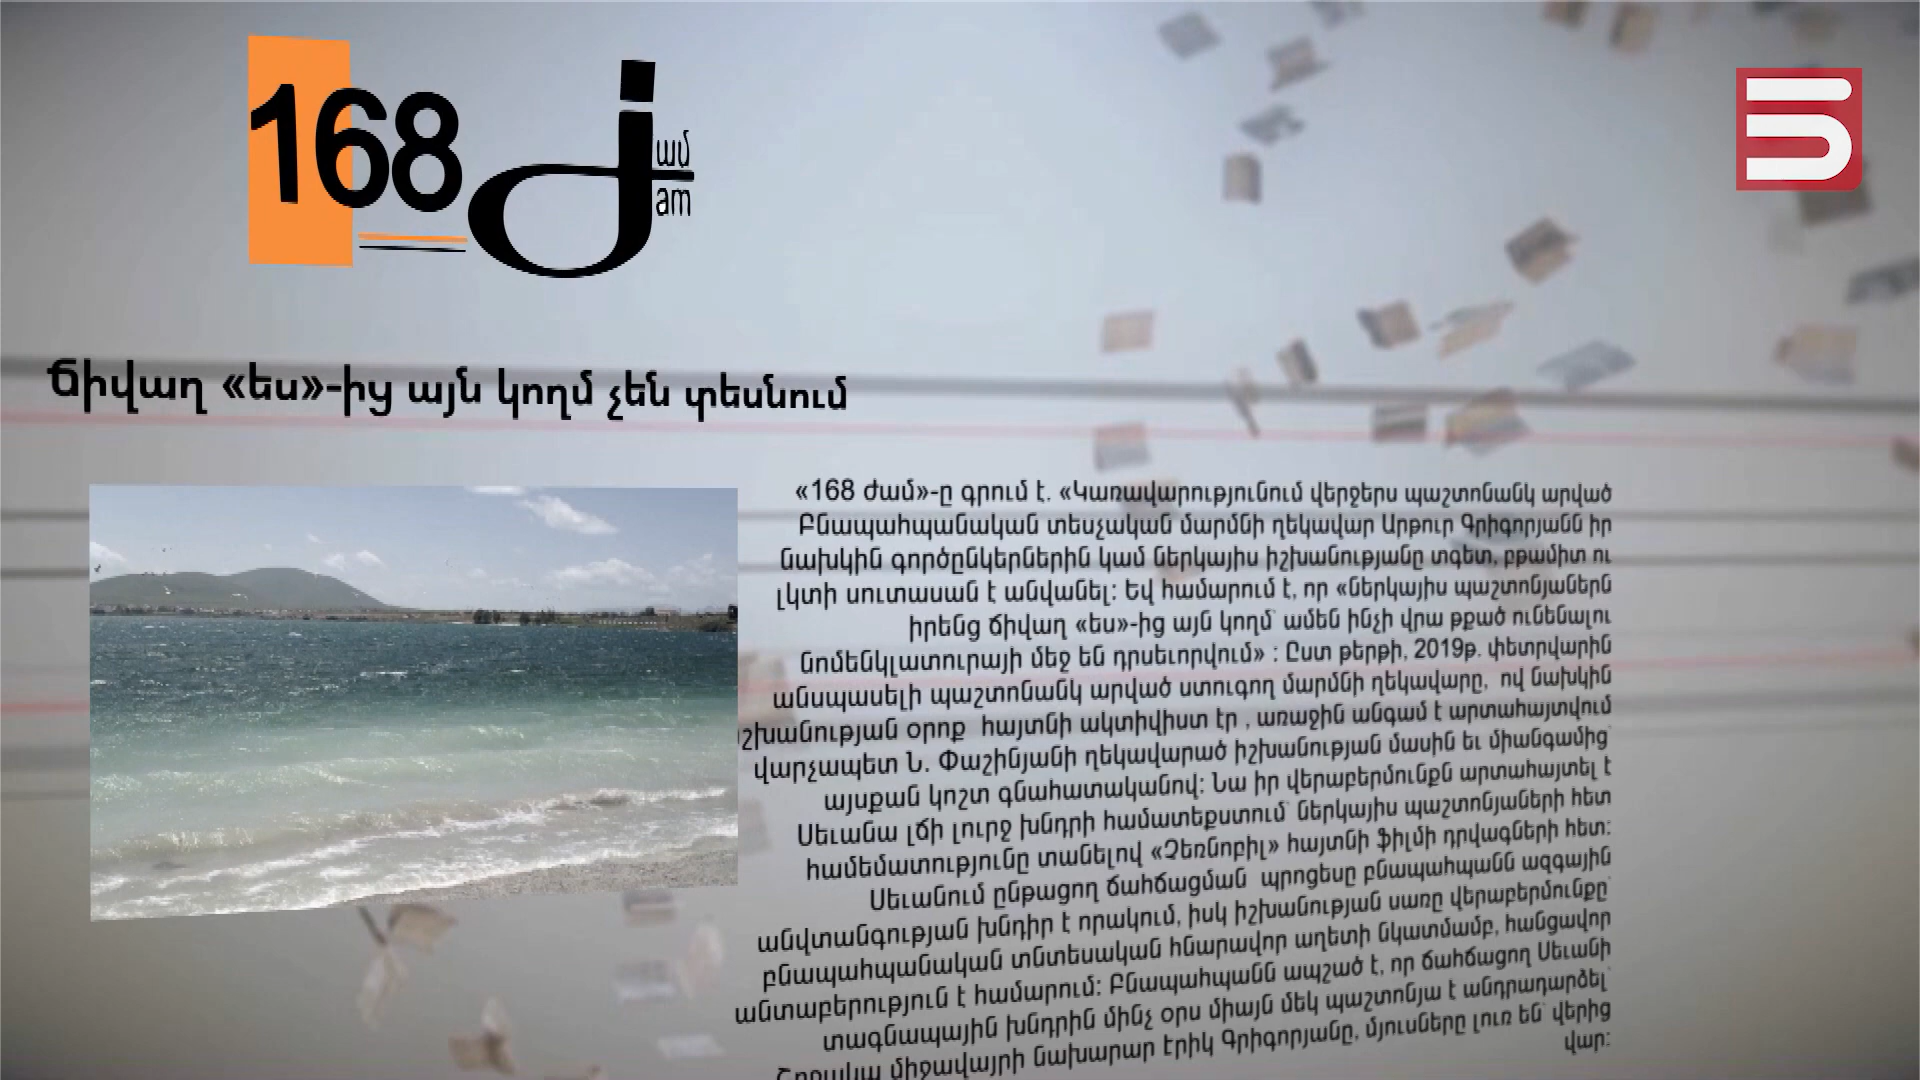 168 Ժամ
am
Ճիվաղ «ես»-ից այն կողմ չեն տեսնում
«168 ժամ»-ը գրում է. «Կառավարությունում վերջերս պաշտոնանկ արված
Բնապահպանական տեսչական մարմնի ղեկավար Արթուր Գրիգորյանն իր
նախկին գործընկերներին կամ ներկայիս իշխանությանը տգետ, բթամիտ ու
լկտի սուտասան է անվանել: Եվ համարում է, որ «ներկայիս պաշտոնյաներն
իրենց ճիվաղ «ես»-ից այն կողմ՝ ամեն ինչի վրա թքած ունենալու
նոմենկլատուրայի մեջ են դրսեւորվում» : Ըստ թերթի, 2019թ. փետրվարին
անսպասելի պաշտոնանկ արված ստուգող մարմնի ղեկավարը, ով նախկին
շխանության օրոք հայտնի ակտիվիստ էր , առաջին անգամ է արտահայտվում
վարչապետ Ն. Փաշինյանի ղեկավարած իշխանության մասին եւ միանգամից՝
այսքան կոշտ գնահատականով: Նա իր վերաբերմունքն արտահայտել է
Սեւանա լճի լուրջ խնդրի համատեքստում՝ ներկայիս պաշտոնյաների հետ
համեմատությունը տանելով «Չեռնոբիլ» հայտնի ֆիլմի դրվագների հետ:
Սեւանում ընթացող ճահճացման պրոցեսը բնապահպանն ազգային
անվտանգության խնդիր է որակում, իսկ իշխանության սառը վերաբերմունքը՝
բնապահպանական տնտեսական հնարավոր աղետի նկատմամբ, հանցավոր
անտաբերություն է համարում: Բնապահպանն ապշած է, որ ճահճացող Սեւանի
տագնապային խնդրին մինչ օրս միայն մեկ պաշտոնյա է անդրադարձել՝
Շրջակա միջավայրի նախարար Էրիկ Գրիգորյանը, մյուսները լուռ են՝ վերից
վար: